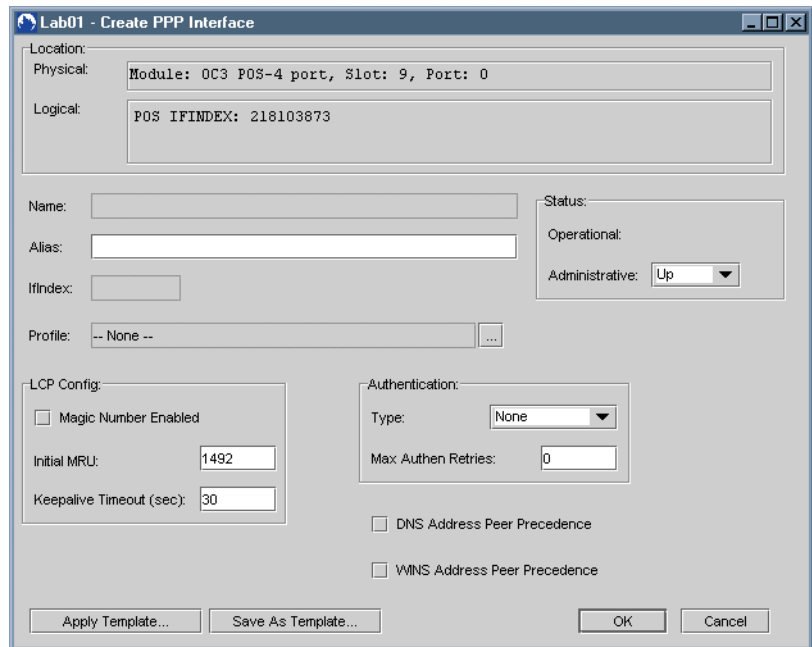 Lab01 - Create PPP Interface
Location:
Physical: Module: OC3 POS-4 port, Slot: 9, Port: 0
Logical: POS IFINDEX: 218103873
Name:
Alias:
IfIndex:
Profile: -- None -- ...
Status:
Operational:
Administrative: Up
LCP Config:
Magic Number Enabled
Initial MRU: 1492
Keepalive Timeout (sec): 30
Authentication:
Type: None
Max Authen Retries: 0
DNS Address Peer Precedence
WINS Address Peer Precedence
Apply Template... Save As Template... OK Cancel